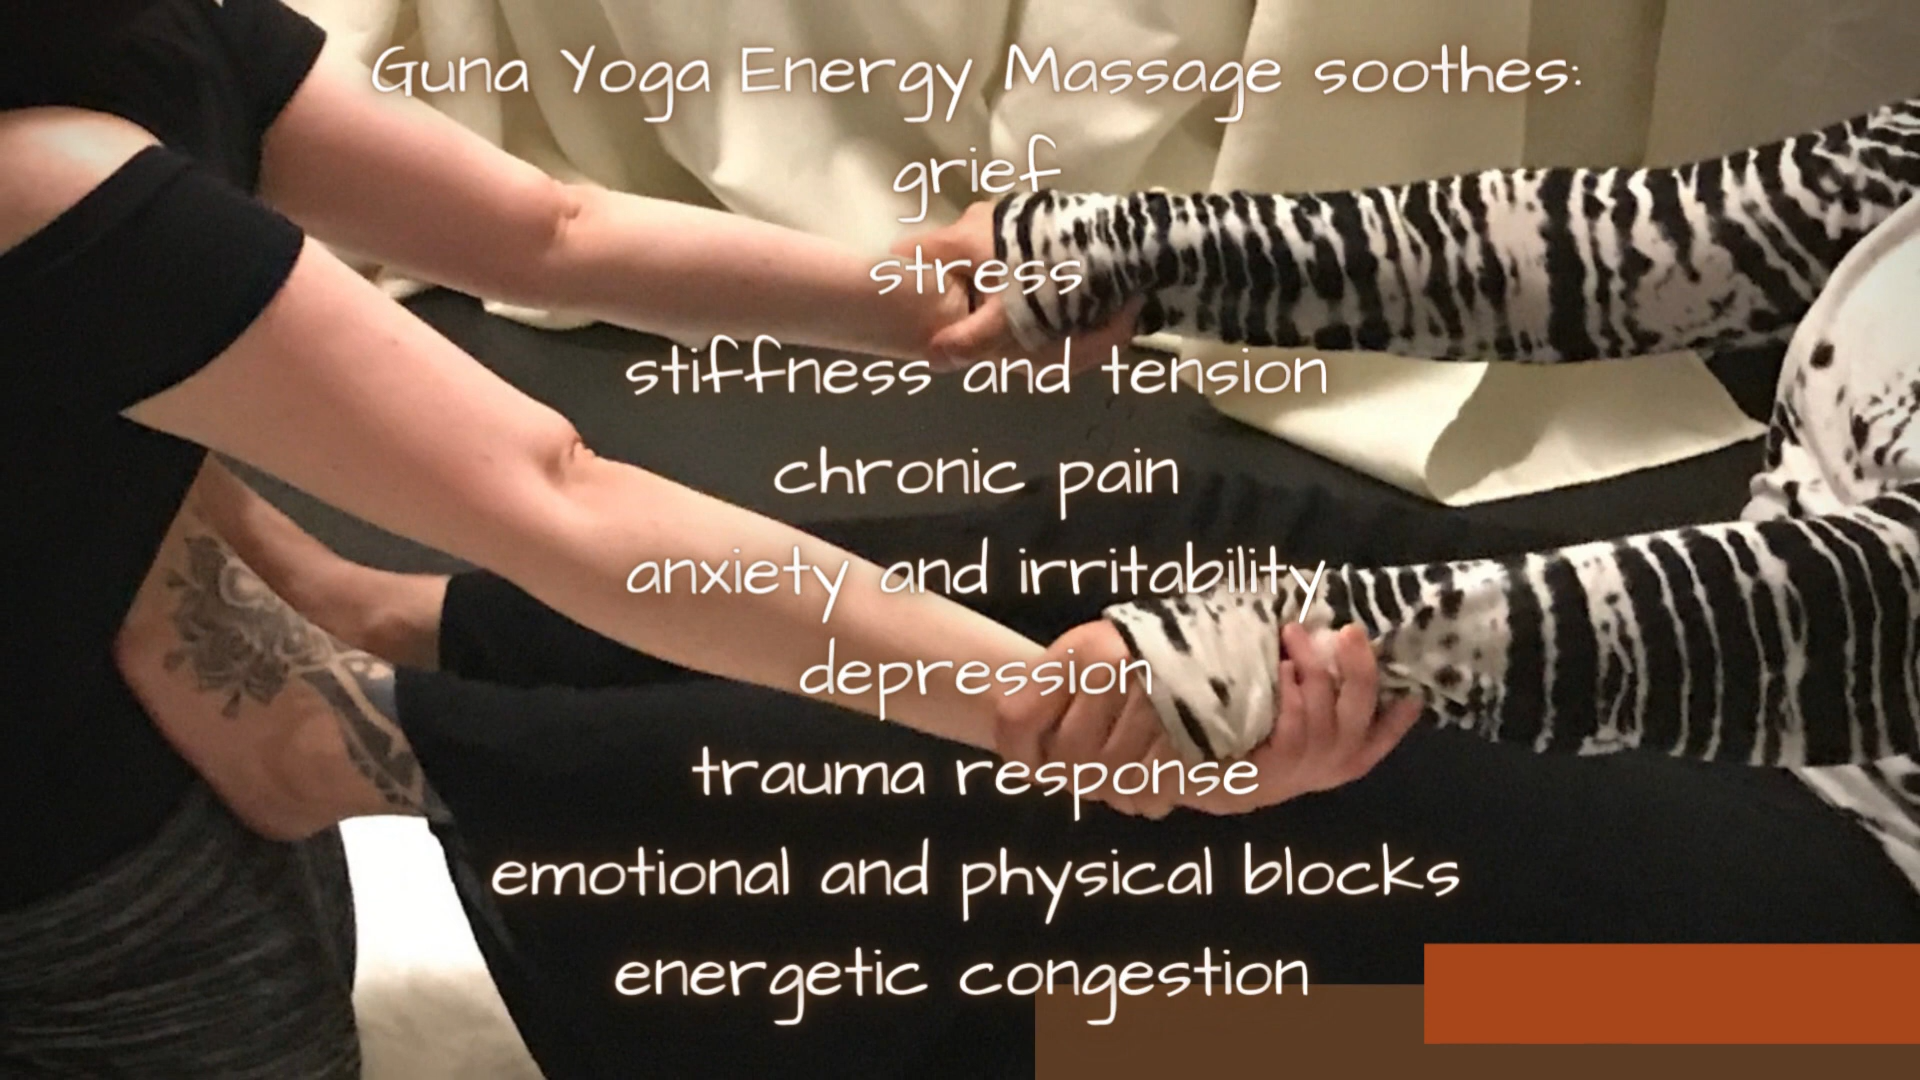 Guna Yoga Energy Massage soothes:
grief
stress
stiffness and tension
chronic pain
anxiety and irritability
depression
trauma response
emotional and physical blocks
energetic congestion